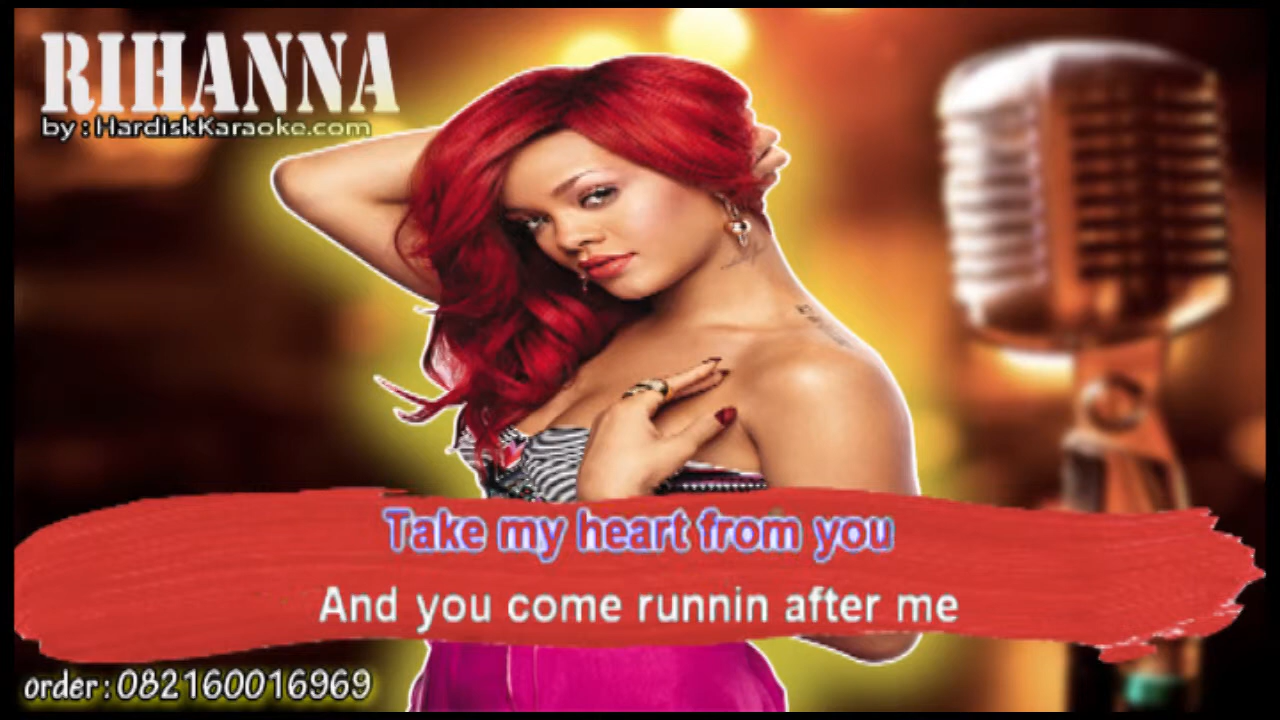 RIHANNA
by : HardiskKaraoke.com
Take my heart from you
And you come runnin after me
order : 082160016969